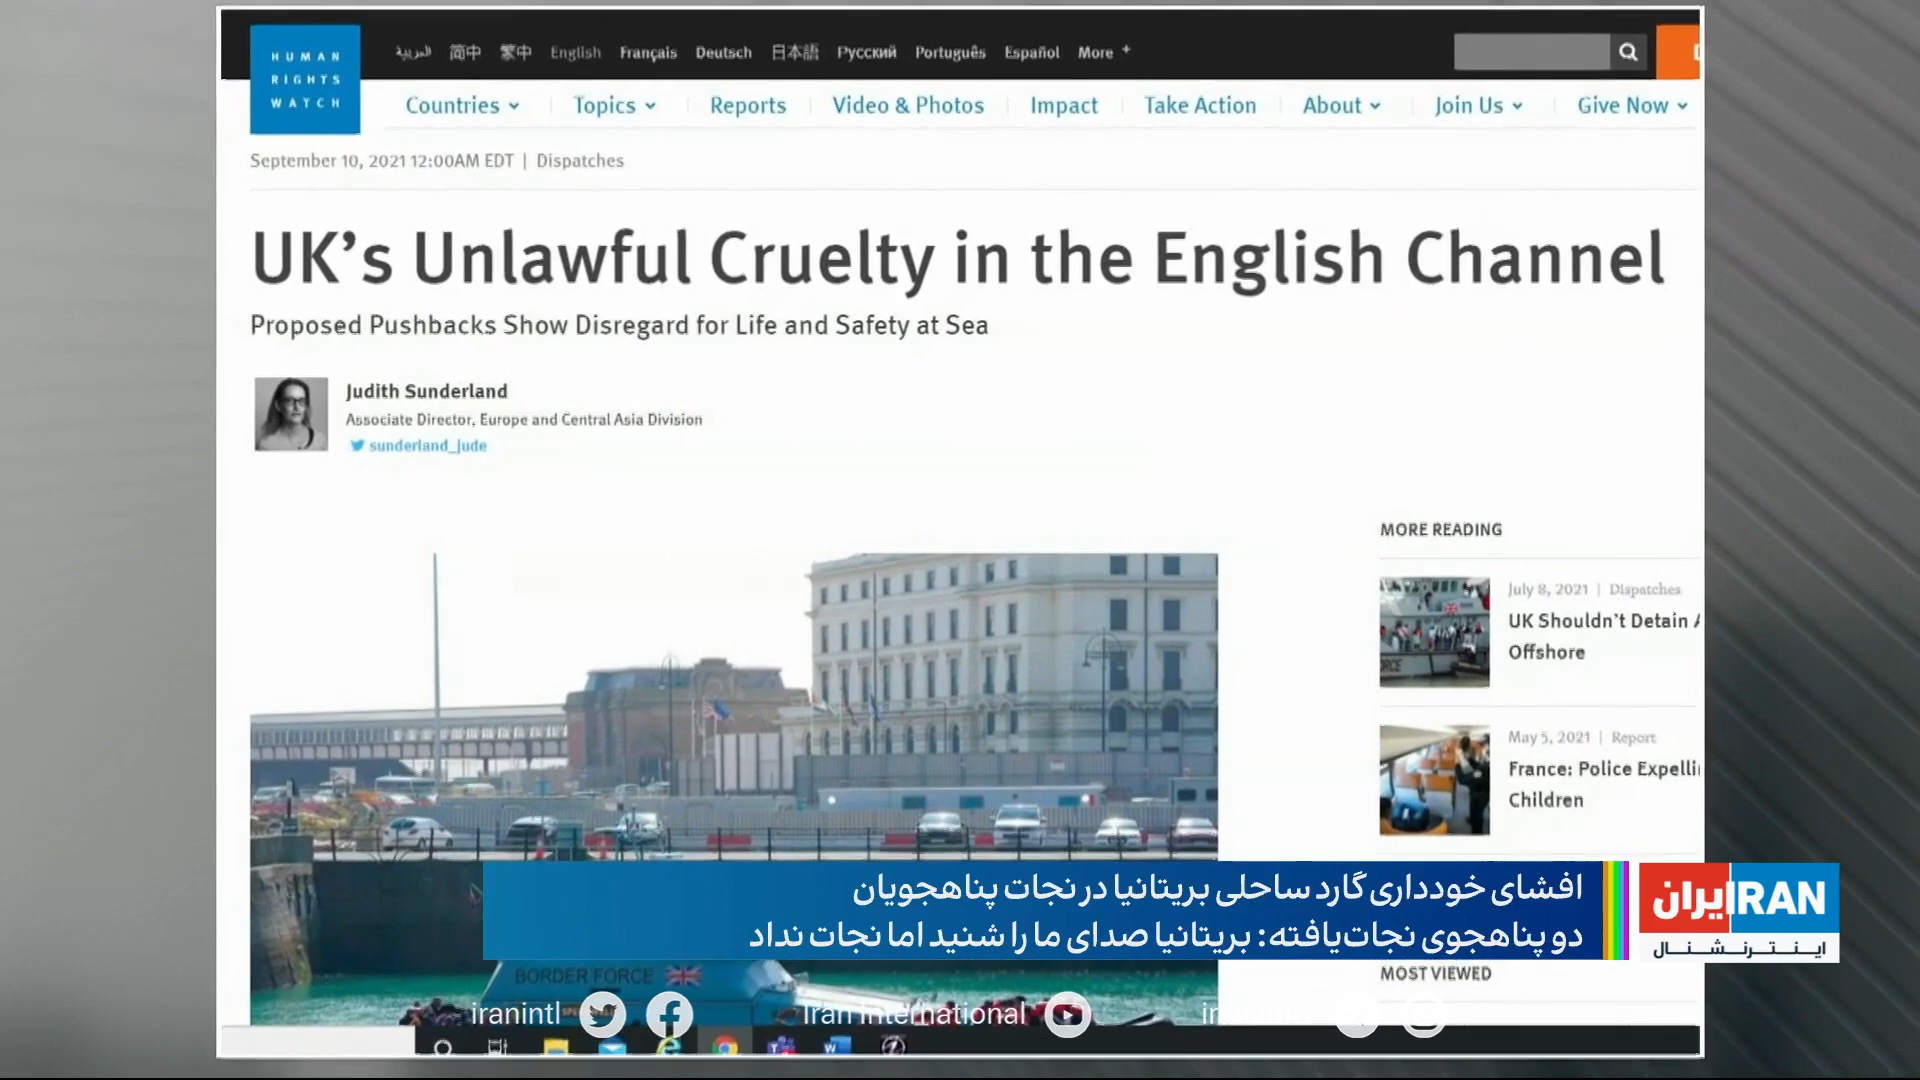 HUMAN
RIGHTS
WATCH
العربية 简中 繁中 English Français Deutsch 日本語 Русский Português Español More +
Countries Topics Reports Video & Photos Impact Take Action About Join Us Give Now
September 10, 2021 12:00AM EDT | Dispatches
UK's Unlawful Cruelty in the English Channel
Proposed Pushbacks Show Disregard for Life and Safety at Sea
Judith Sunderland
Associate Director, Europe and Central Asia Division
sunderland_jude
MORE READING
July 8, 2021 | Dispatches
UK Shouldn't Detain
Offshore
May 5, 2021 | Report
France: Police Expelli
Children
افشای خودداری گارد ساحلی بریتانیا در نجات پناهجویان
دو پناهجوی نجات‌یافته: بریتانیا صدای ما را شنید اما نجات نداد
ایران IRAN
اینترنشنال
MOST VIEWED
BORDER FORCE
iranintl Iran International